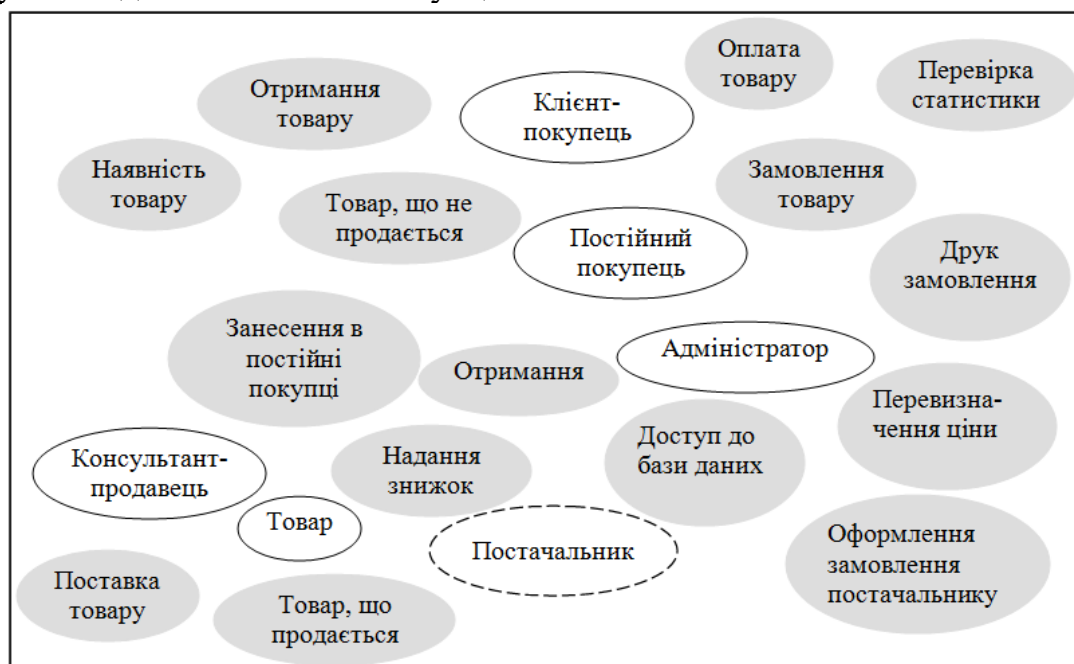 Оплата
товару
Перевірка
статистики
Отримання
товару
Клієнт-
покупець
Наявність
товару
Замовлення
товару
Товар, що не
продається
Постійний
покупець
Друк
замовлення
Занесення в
постійні
покупці
Адміністратор
Отримання
Перевизна-
чення ціни
Доступ до
бази даних
Консультант-
продавець
Надання
знижок
Товар
Постачальник
Оформлення
замовлення
постачальнику
Поставка
товару
Товар, що
продається